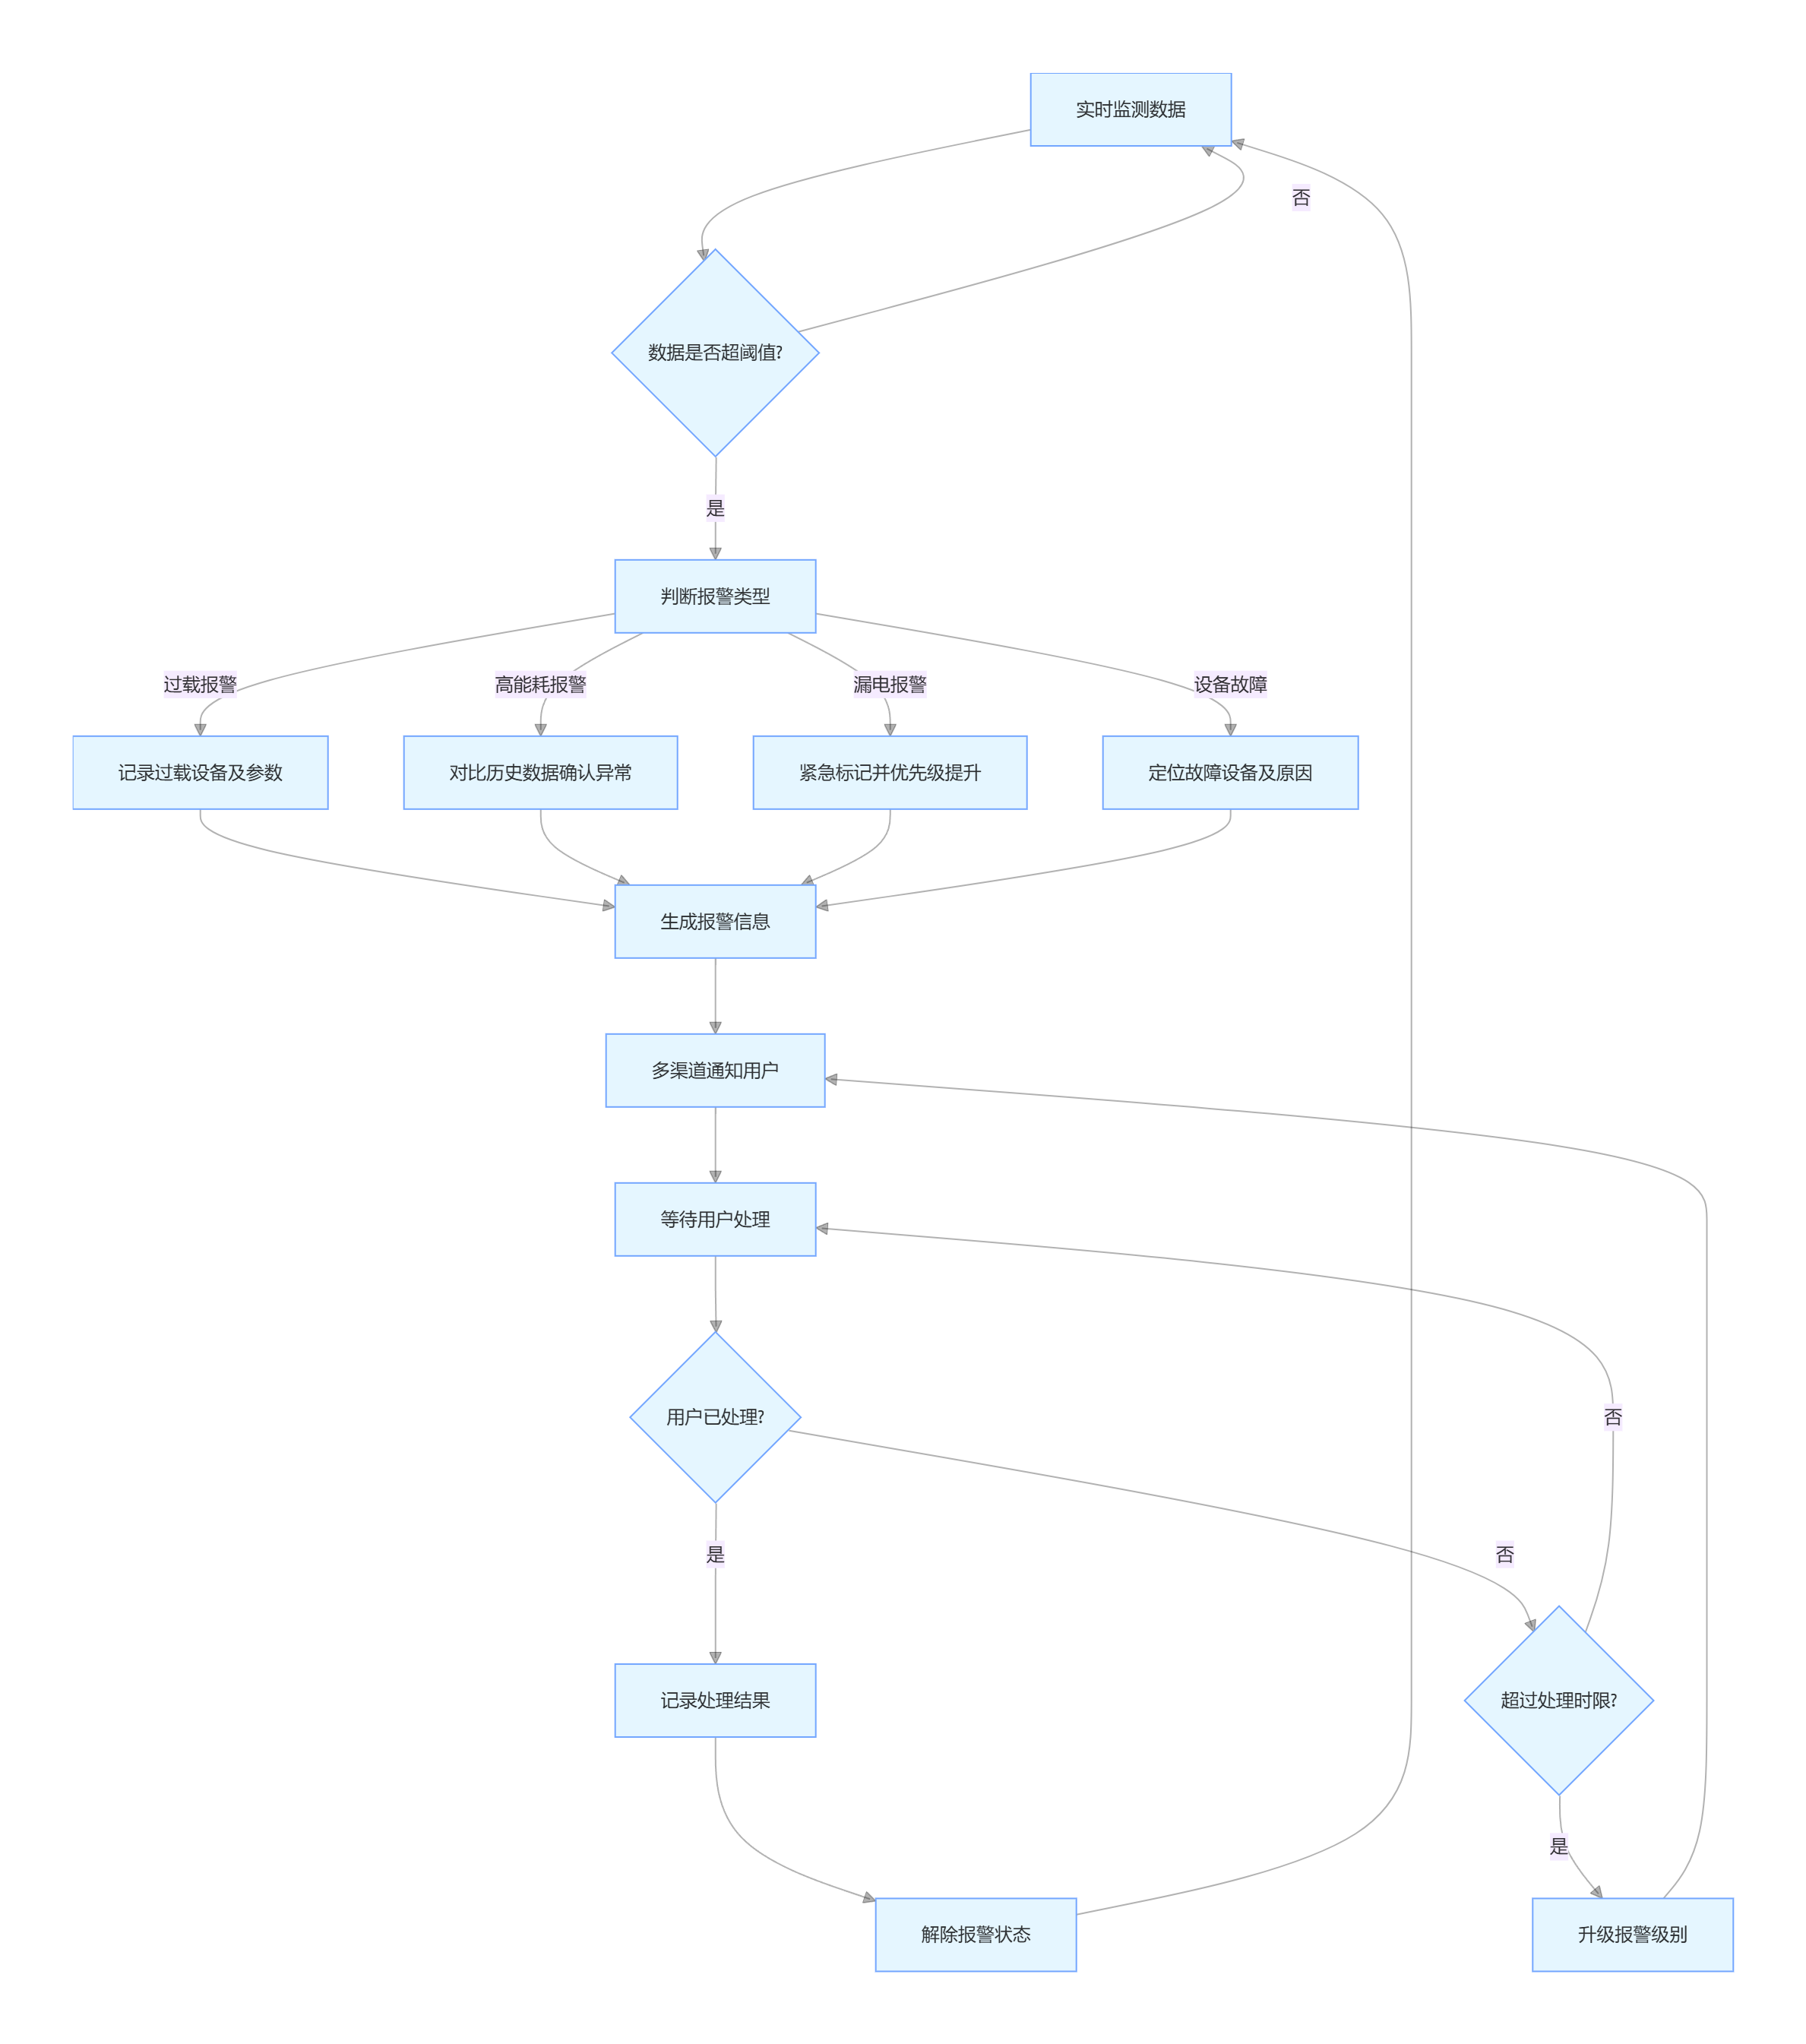 实时监测数据
否
数据是否超阈值?
是
判断报警类型
过载报警
高能耗报警
漏电报警
设备故障
记录过载设备及参数
对比历史数据确认异常
紧急标记并优先级提升
定位故障设备及原因
生成报警信息
多渠道通知用户
等待用户处理
用户已处理?
否
是
否
记录处理结果
超过处理时限?
是
解除报警状态
升级报警级别